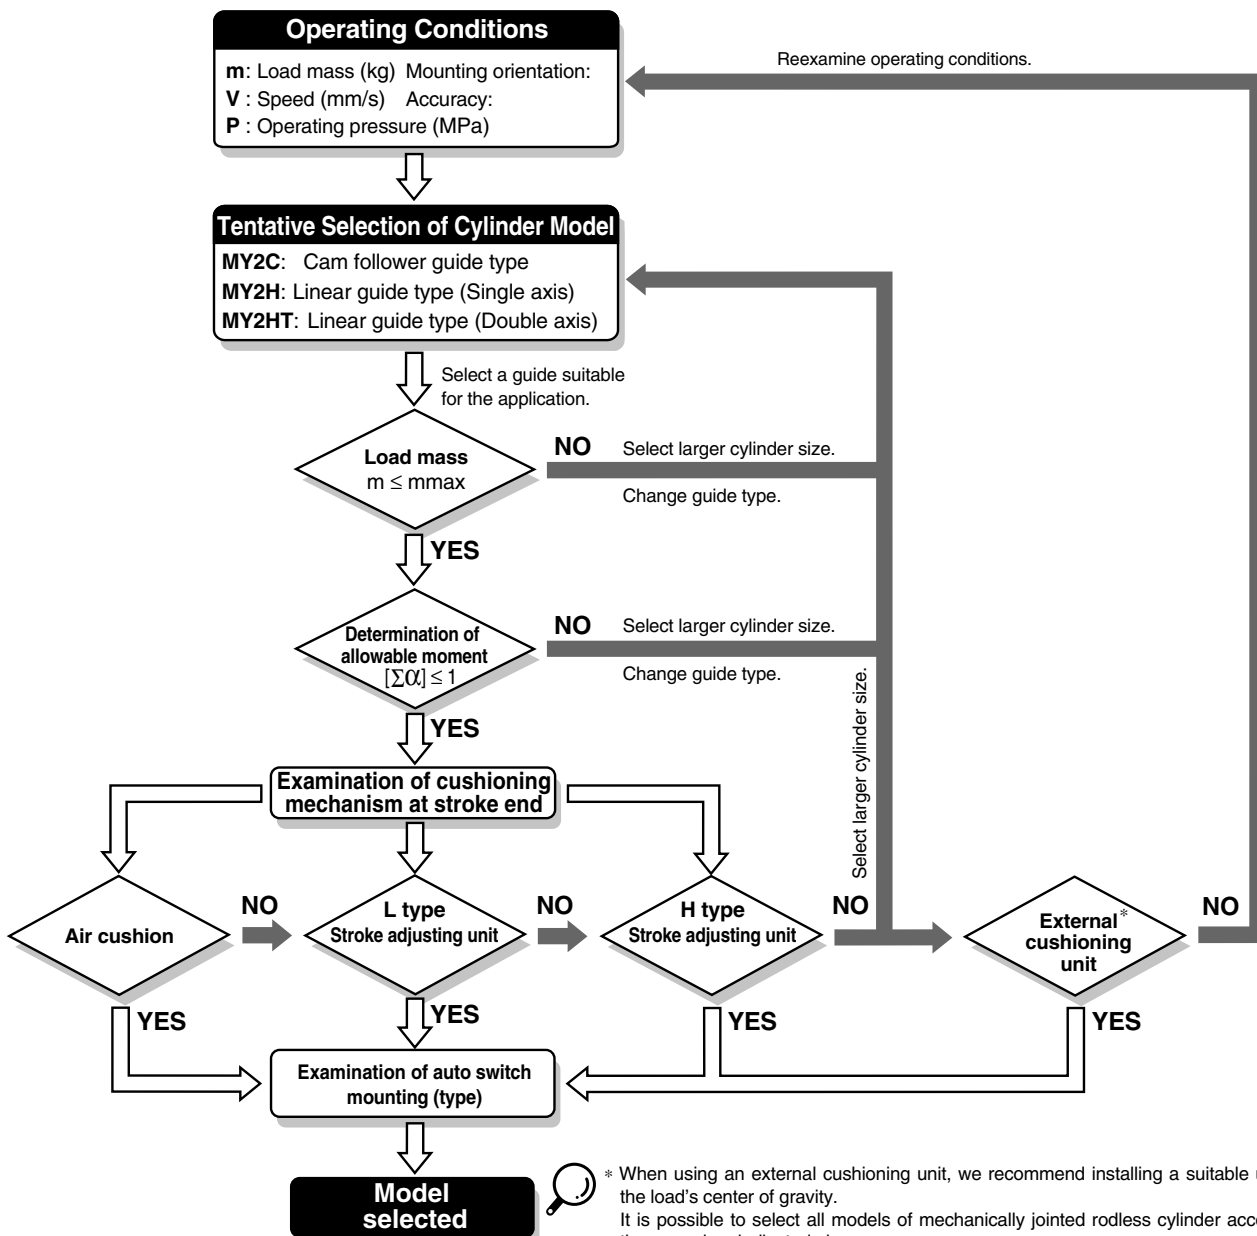 Operating Conditions
m: Load mass (kg) Mounting orientation:
V : Speed (mm/s) Accuracy:
P : Operating pressure (MPa)
Reexamine operating conditions.
Tentative Selection of Cylinder Model
MY2C: Cam follower guide type
MY2H: Linear guide type (Single axis)
MY2HT: Linear guide type (Double axis)
Select a guide suitable
for the application.
Load mass
m ≤ mmax
NO
Select larger cylinder size.
Change guide type.
YES
Determination of
allowable moment
[Σα] ≤ 1
NO
Select larger cylinder size.
Change guide type.
YES
Select larger cylinder size.
Examination of cushioning
mechanism at stroke end
Air cushion
NO
L type
Stroke adjusting unit
NO
H type
Stroke adjusting unit
NO
External*
cushioning
unit
NO
YES
YES
YES
YES
Examination of auto switch
mounting (type)
Model
selected
* When using an external cushioning unit, we recommend installing a suitable
the load's center of gravity.
It is possible to select all models of mechanically jointed rodless cylinder